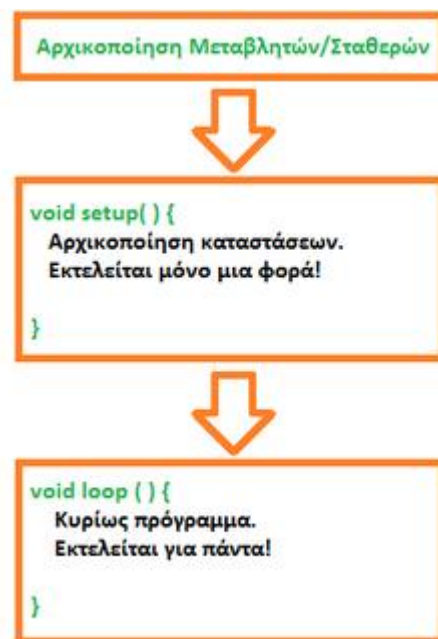 Αρχικοποίηση Μεταβλητών/Σταθερών
void setup( ) {
Αρχικοποίηση καταστάσεων.
Εκτελείται μόνο μια φορά!
}
void loop ( ) {
Κυρίως πρόγραμμα.
Εκτελείται για πάντα!
}